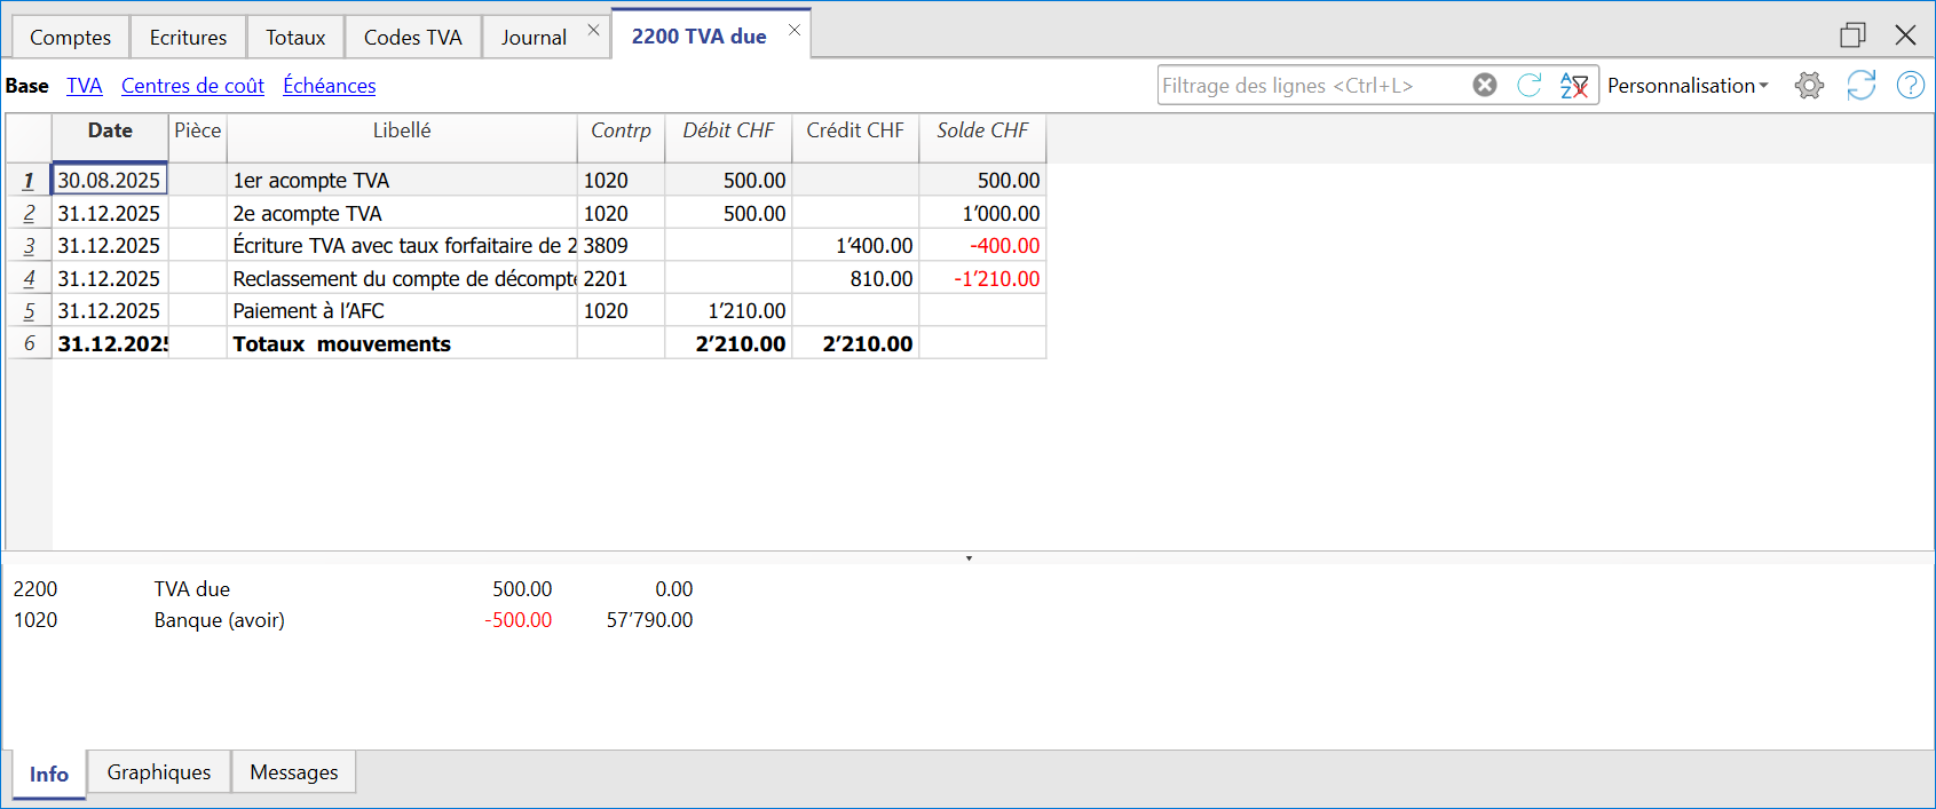 Comptes Ecritures Totaux Codes TVA Journal 2200 TVA due
Base TVA Centres de coût Échéances Filtrage des lignes <Ctrl+L> Personnalisation
Date Pièce Libellé Contrp Débit CHF Crédit CHF Solde CHF
1 30.08.2025 1er acompte TVA 1020 500.00 500.00
2 31.12.2025 2e acompte TVA 1020 500.00 1’000.00
3 31.12.2025 Écriture TVA avec taux forfaitaire de 2 3809 1’400.00 -400.00
4 31.12.2025 Reclassement du compte de décompte 2201 810.00 -1’210.00
5 31.12.2025 Paiement à l’AFC 1020 1’210.00
6 31.12.2025 Totaux mouvements 2’210.00 2’210.00
2200 TVA due 500.00 0.00
1020 Banque (avoir) -500.00 57’790.00
Info Graphiques Messages